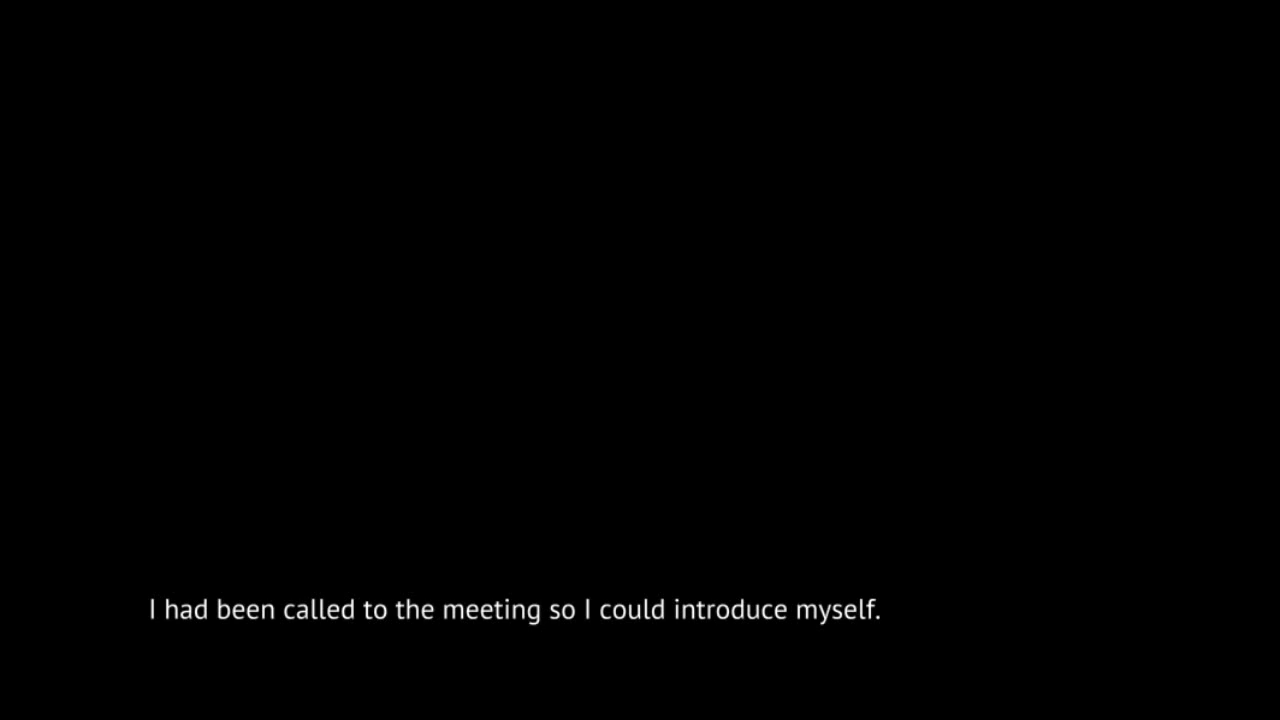 I had been called to the meeting so I could introduce myself.